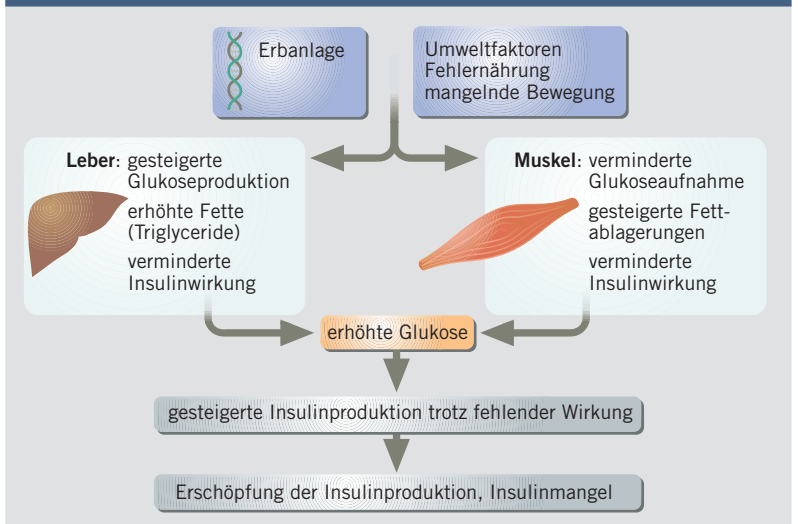 Erbanlage
Umweltfaktoren
Fehlernährung
mangelnde Bewegung
Leber: gesteigerte
Glukoseproduktion
erhöhte Fette
(Triglyceride)
verminderte
Insulinwirkung
Muskel: verminderte
Glukoseaufnahme
gesteigerte Fett-
ablagerungen
verminderte
Insulinwirkung
erhöhte Glukose
gesteigerte Insulinproduktion trotz fehlender Wirkung
Erschöpfung der Insulinproduktion, Insulinmangel